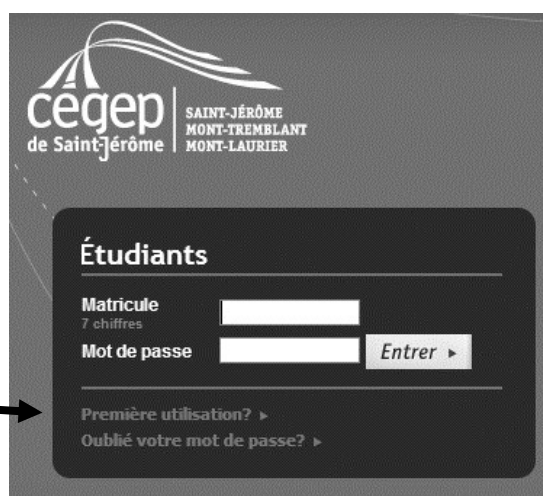 cégep
de Saint-Jérôme
SAINT-JÉRÔME
MONT-TREMBLANT
MONT-LAURIER
Étudiants
Matricule
7 chiffres
Mot de passe
Entrer ▸
Première utilisation? ▸
Oublié votre mot de passe? ▸